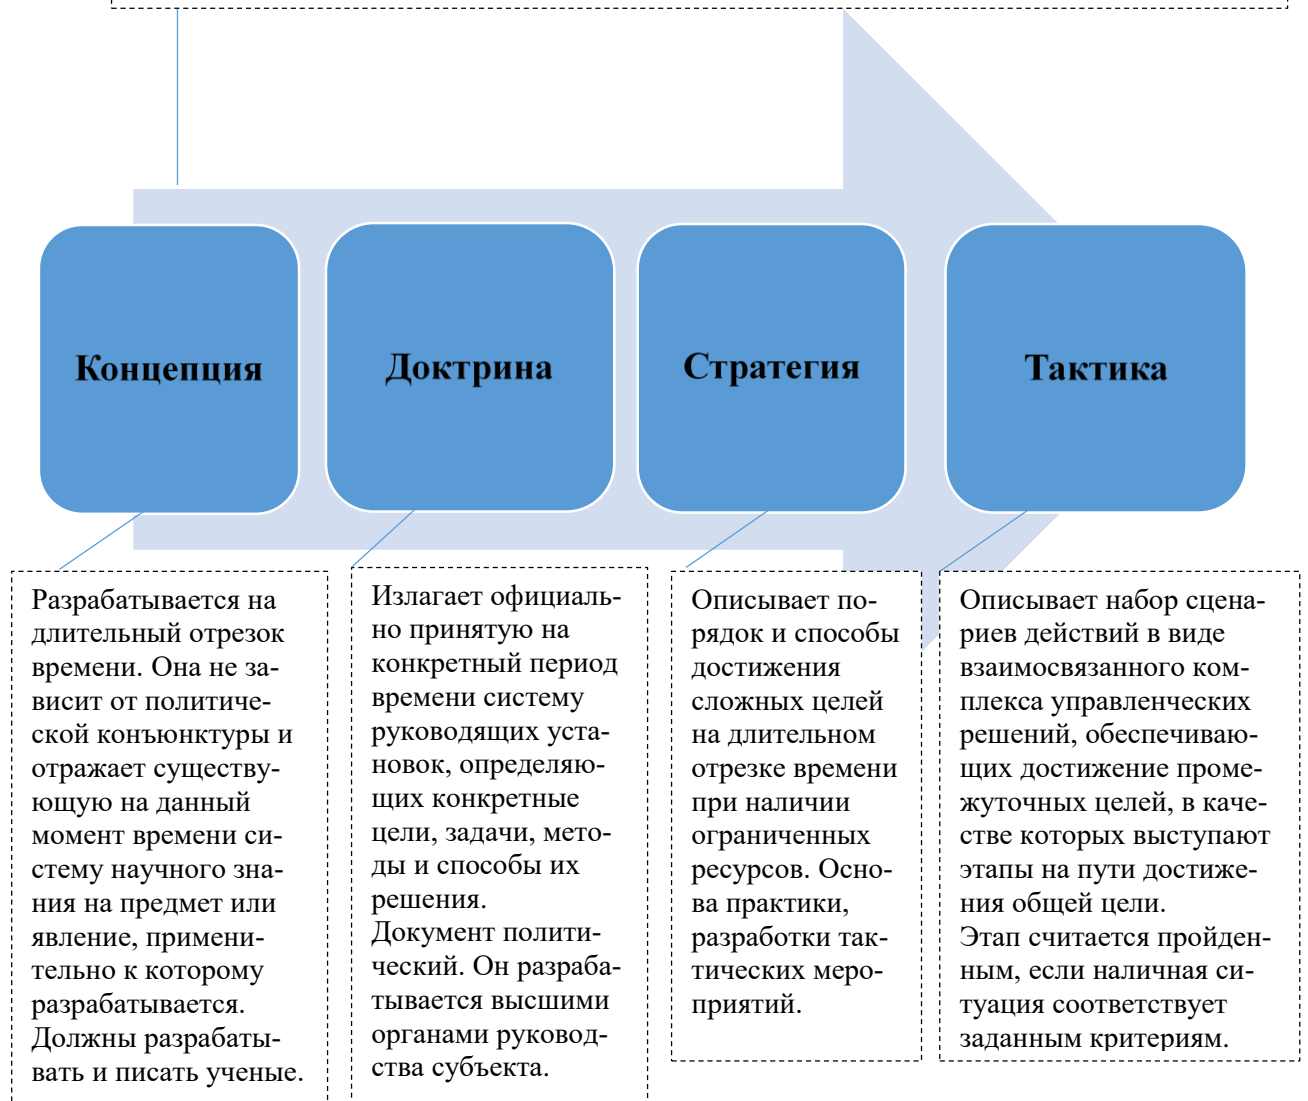 Концепция
Доктрина
Стратегия
Тактика
Разрабатывается на
длительный отрезок
времени. Она не за-
висит от политиче-
ской конъюнктуры и
отражает существу-
ющую на данный
момент времени си-
стему научного зна-
ния на предмет или
явление, примени-
тельно к которому
разрабатывается.
Должны разрабаты-
вать и писать ученые.
Излагает официаль-
но принятую на
конкретный период
времени систему
руководящих уста-
новок, определяю-
щих конкретные
цели, задачи, мето-
ды и способы их
решения.
Документ полити-
ческий. Он разраба-
тывается высшими
органами руковод-
ства субъекта.
Описывает по-
рядок и способы
достижения
сложных целей
на длительном
отрезке времени
при наличии
ограниченных
ресурсов. Осно-
ва практики,
разработки так-
тических меро-
приятий.
Описывает набор сцена-
риев действий в виде
взаимосвязанного ком-
плекса управленческих
решений, обеспечиваю-
щих достижение проме-
жуточных целей, в каче-
стве которых выступают
этапы на пути достиже-
ния общей цели.
Этап считается пройден-
ным, если наличная си-
туация соответствует
заданным критериям.